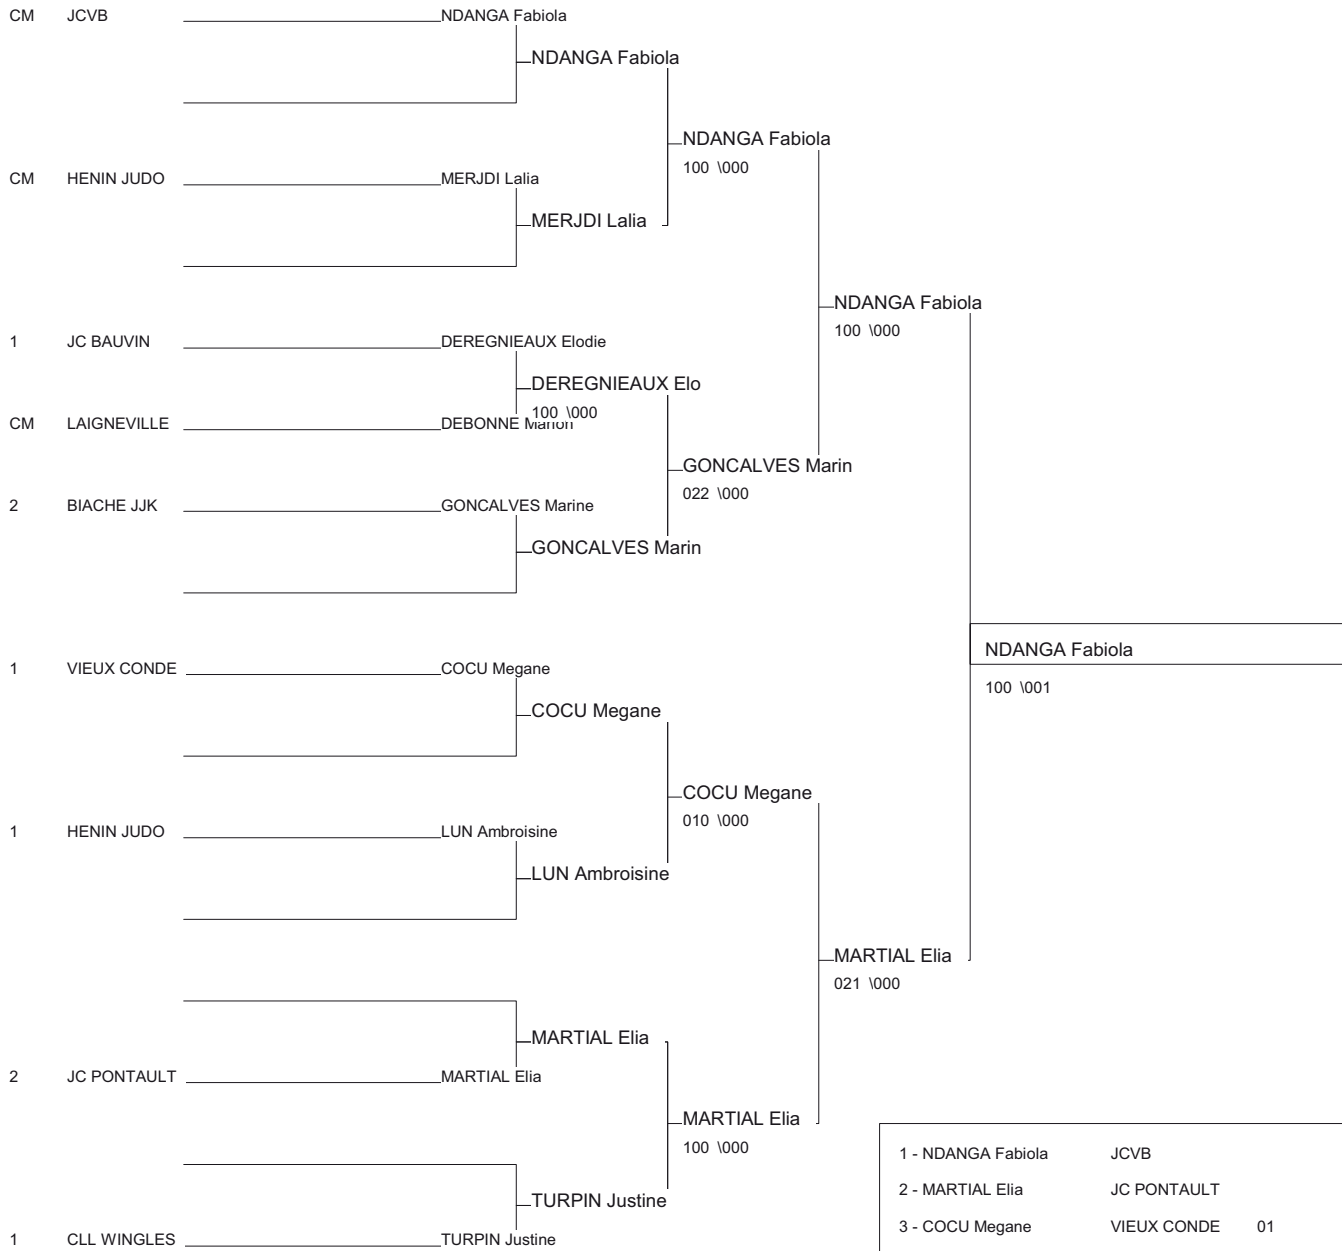 CM JCVB NDANGA Fabiola
NDANGA Fabiola
NDANGA Fabiola
100 \000
CM HENIN JUDO MERJDI Lalia
MERJDI Lalia
NDANGA Fabiola
100 \000
1 JC BAUVIN DEREGNIEAUX Elodie
DEREGNIEAUX Elo
100 \000
CM LAIGNEVILLE DEBONNE Marion
GONCALVES Marin
022 \000
2 BIACHE JJK GONCALVES Marine
GONCALVES Marin
NDANGA Fabiola
100 \001
1 VIEUX CONDE COCU Megane
COCU Megane
COCU Megane
010 \000
1 HENIN JUDO LUN Ambroisine
LUN Ambroisine
MARTIAL Elia
021 \000
MARTIAL Elia
2 JC PONTAULT MARTIAL Elia
MARTIAL Elia
100 \000
TURPIN Justine
1 CLL WINGLES TURPIN Justine
1 - NDANGA Fabiola JCVB
2 - MARTIAL Elia JC PONTAULT
3 - COCU Megane VIEUX CONDE 01